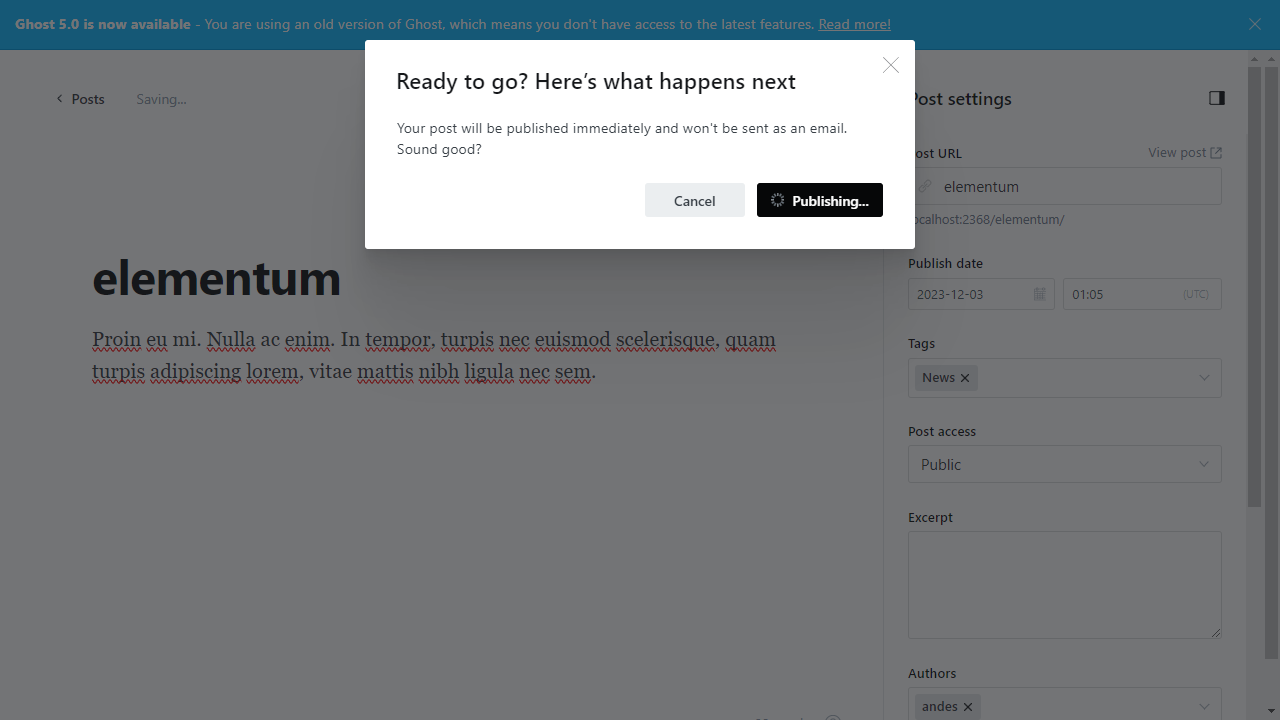 Ghost 5.0 is now available - You are using an old version of Ghost, which means you don't have access to the latest features. Read more!
Ready to go? Here's what happens next
Your post will be published immediately and won't be sent as an email.
Sound good?
Cancel
Publishing...
Posts
Saving...
elementum
Proin eu mi. Nulla ac enim. In tempor, turpis nec euismod scelerisque, quam
turpis adipiscing lorem, vitae mattis nibh ligula nec sem.
Post settings
Post URL
View post
elementum
localhost:2368/elementum/
Publish date
2023-12-03
01:05
(UTC)
Tags
News
Post access
Public
Excerpt
Authors
andes